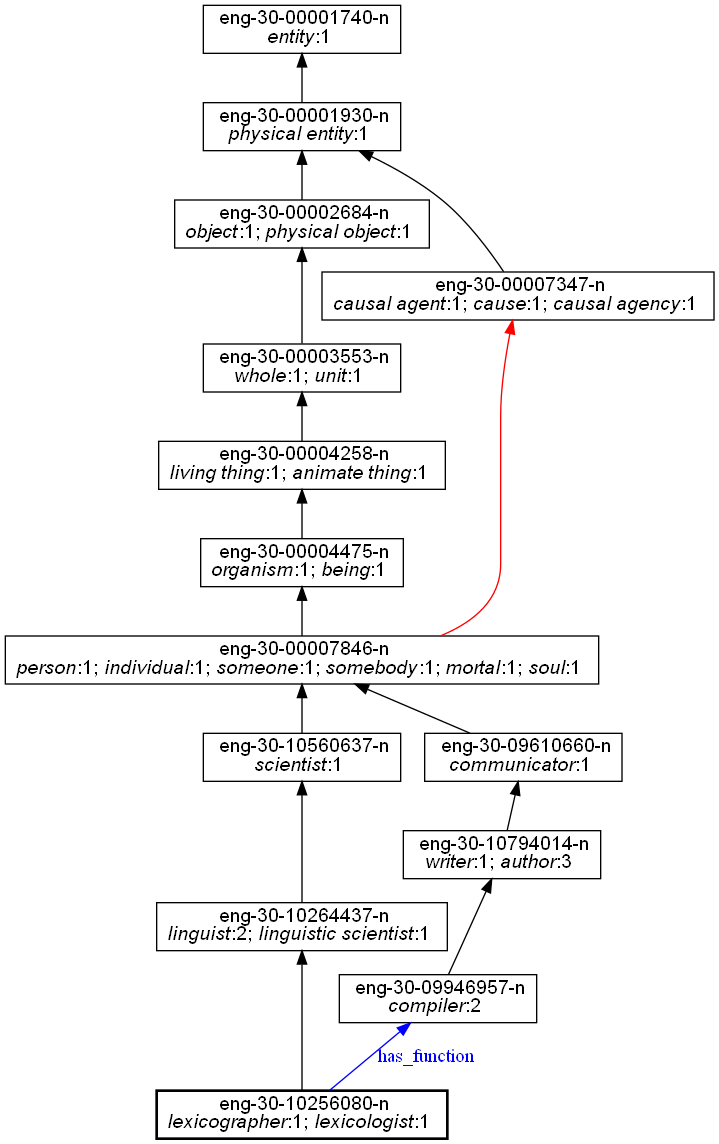 eng-30-00001740-n
entity:1
eng-30-00001930-n
physical entity:1
eng-30-00002684-n
object:1; physical object:1
eng-30-00007347-n
causal agent:1; cause:1; causal agency:1
eng-30-00003553-n
whole:1; unit:1
eng-30-00004258-n
living thing:1; animate thing:1
eng-30-00004475-n
organism:1; being:1
eng-30-00007846-n
person:1; individual:1; someone:1; somebody:1; mortal:1; soul:1
eng-30-10560637-n
scientist:1
eng-30-09610660-n
communicator:1
eng-30-10794014-n
writer:1; author:3
eng-30-10264437-n
linguist:2; linguistic scientist:1
eng-30-09946957-n
compiler:2
has_function
eng-30-10256080-n
lexicographer:1; lexicologist:1